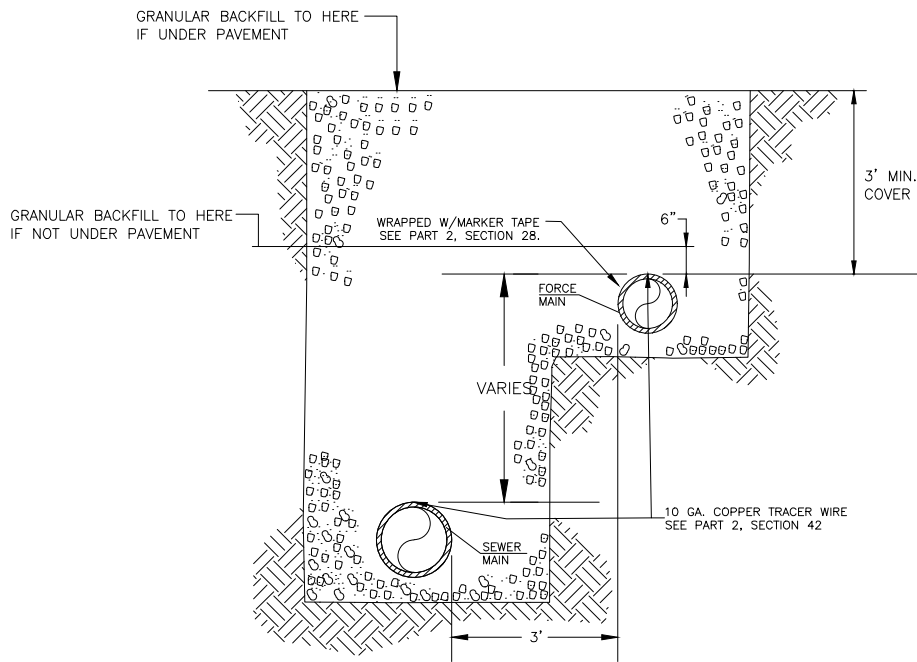 GRANULAR BACKFILL TO HERE
IF UNDER PAVEMENT
3' MIN.
COVER
GRANULAR BACKFILL TO HERE
IF NOT UNDER PAVEMENT
WRAPPED W/MARKER TAPE
SEE PART 2, SECTION 28.
6"
FORCE
MAIN
VARIES
10 GA. COPPER TRACER WIRE
SEE PART 2, SECTION 42
SEWER
MAIN
3'